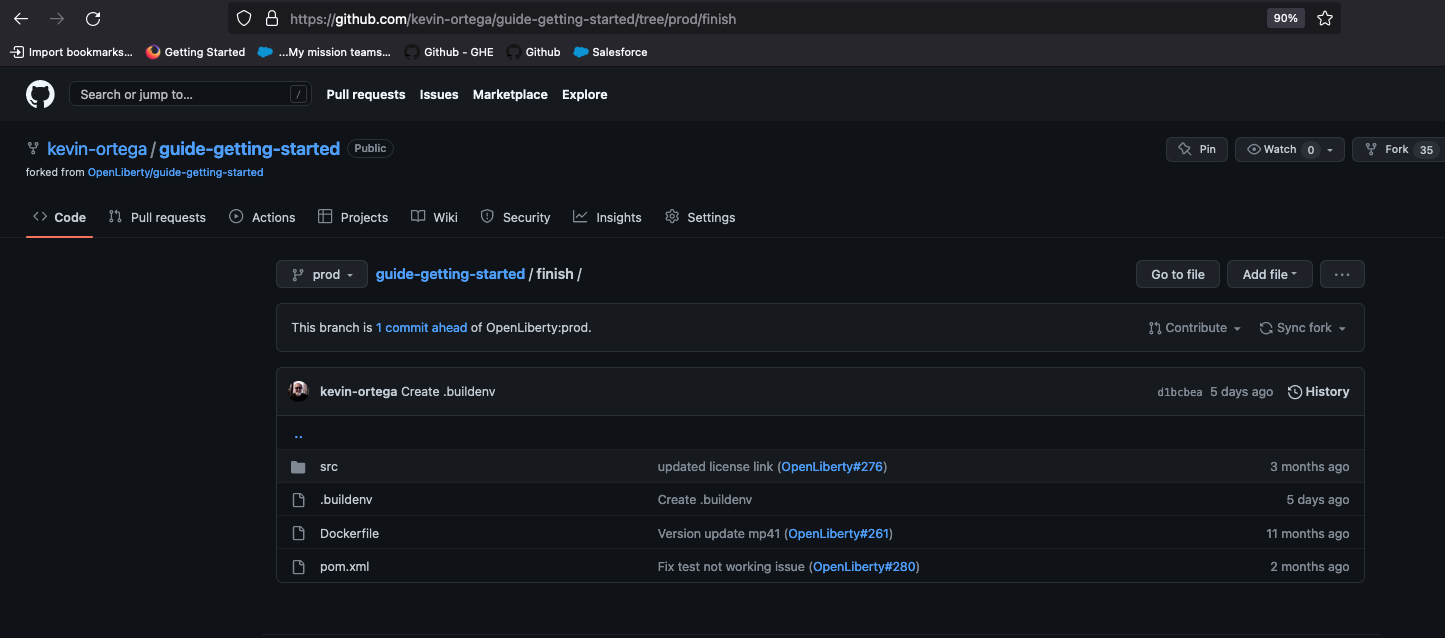 https://github.com/kevin-ortega/guide-getting-started/tree/prod/finish 90%
Import bookmarks... Getting Started ...My mission teams... Github - GHE Github Salesforce
Search or jump to... / Pull requests Issues Marketplace Explore
kevin-ortega / guide-getting-started Public Pin Watch 0 Fork 35
forked from OpenLiberty/guide-getting-started
Code Pull requests Actions Projects Wiki Security Insights Settings
prod guide-getting-started / finish / Go to file Add file ...
This branch is 1 commit ahead of OpenLiberty:prod. Contribute Sync fork
kevin-ortega Create .buildenv d1bcbea 5 days ago History
..
src updated license link (OpenLiberty#276) 3 months ago
.buildenv Create .buildenv 5 days ago
Dockerfile Version update mp41 (OpenLiberty#261) 11 months ago
pom.xml Fix test not working issue (OpenLiberty#280) 2 months ago